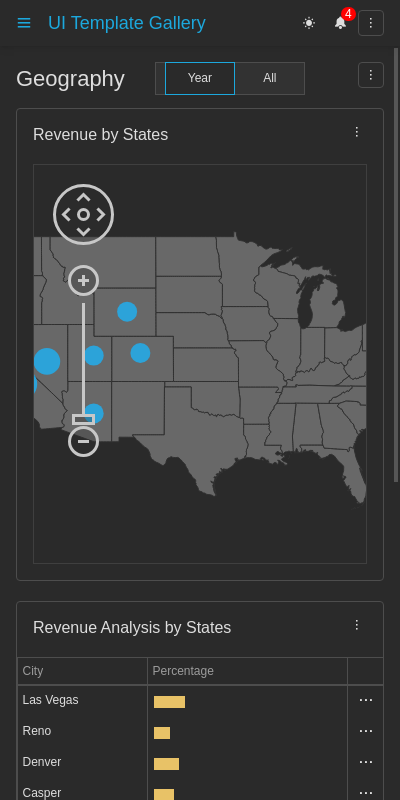 UI Template Gallery
4
Geography
Year
All
Revenue by States
Revenue Analysis by States
City
Percentage
Las Vegas
Reno
Denver
Casper